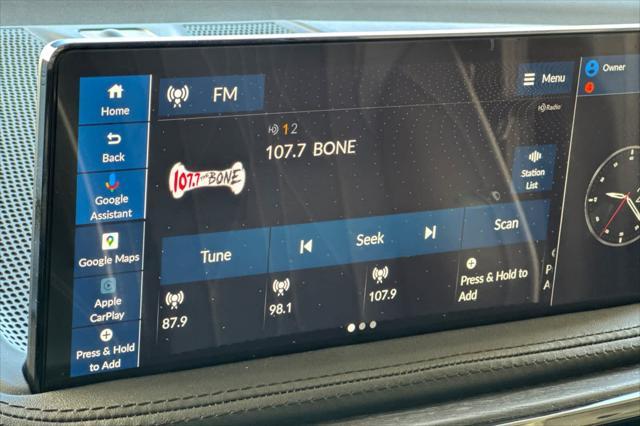 Home
FM
Menu
Owner
HD Radio
Back
HD 1 2
107.7 BONE
107.7 THE BONE
Station
List
Google
Assistant
Google Maps
Tune
Seek
Scan
Apple
CarPlay
87.9
98.1
107.9
Press & Hold to
Add
P
A
Press & Hold
to Add